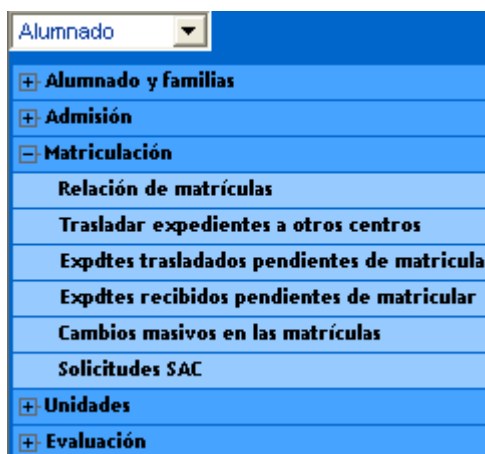 Alumnado
Alumnado y familias
Admisión
Matriculación
Relación de matrículas
Trasladar expedientes a otros centros
Expdtes trasladados pendientes de matricula
Expdtes recibidos pendientes de matricular
Cambios masivos en las matrículas
Solicitudes SAC
Unidades
Evaluación